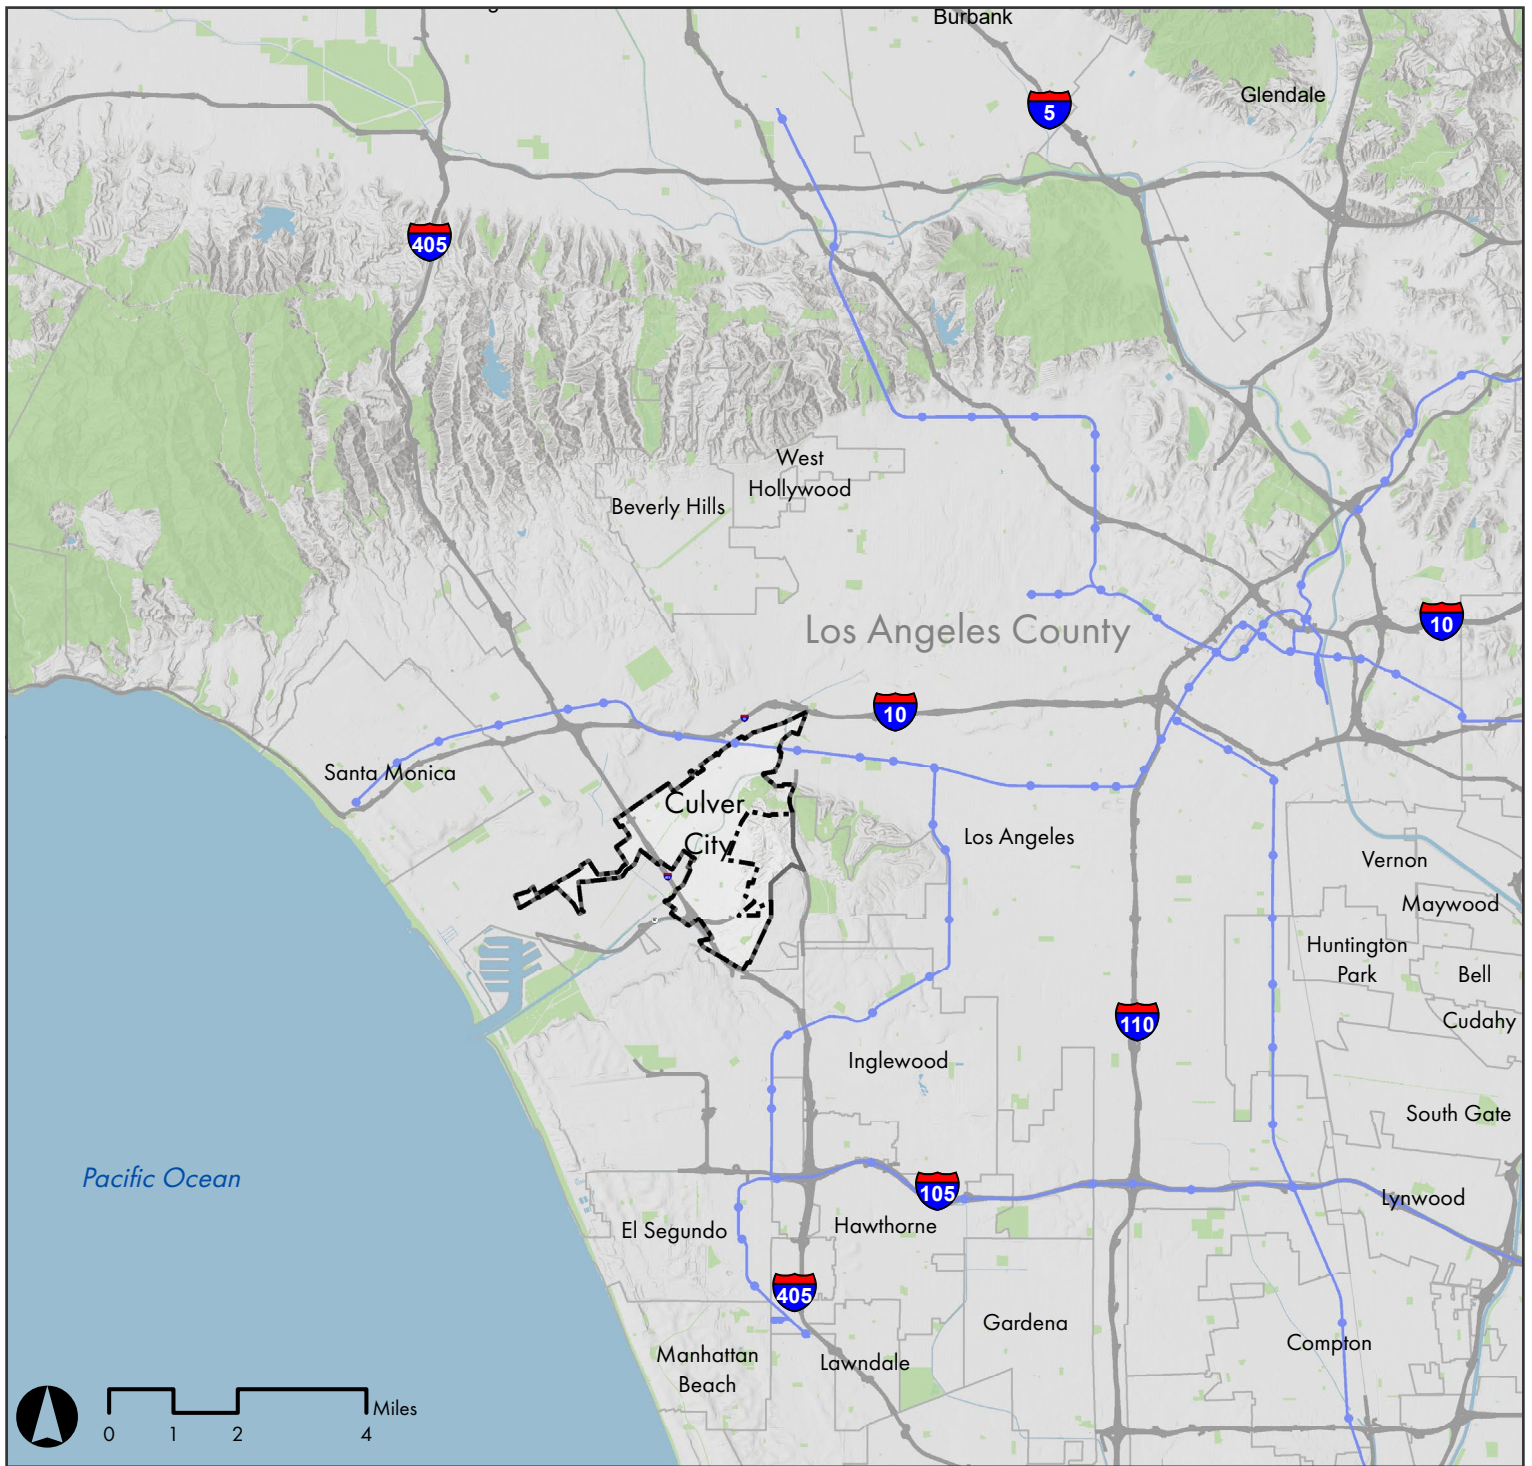 Burbank
Glendale
5
405
West
Hollywood
Beverly Hills
Los Angeles County
10
10
Santa Monica
Culver
City
Los Angeles
Vernon
Maywood
Huntington
Park
Bell
Cudahy
110
Inglewood
South Gate
Pacific Ocean
105
Lynwood
El Segundo
Hawthorne
405
Gardena
Compton
Manhattan
Beach
Lawndale
Miles
0 1 2 4